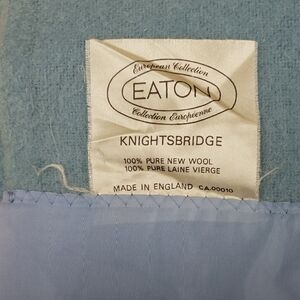 European Collection
EATON
Collection Européenne
KNIGHTSBRIDGE
100% PURE NEW WOOL
100% PURE LAINE VIERGE
MADE IN ENGLAND CA.00010